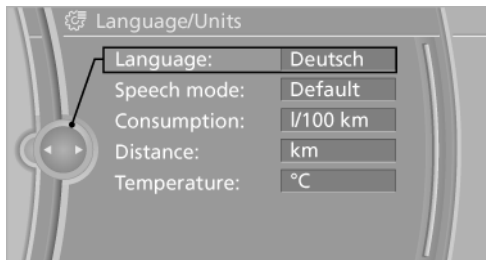 Language/Units
Language: Deutsch
Speech mode: Default
Consumption: l/100 km
Distance: km
Temperature: °C